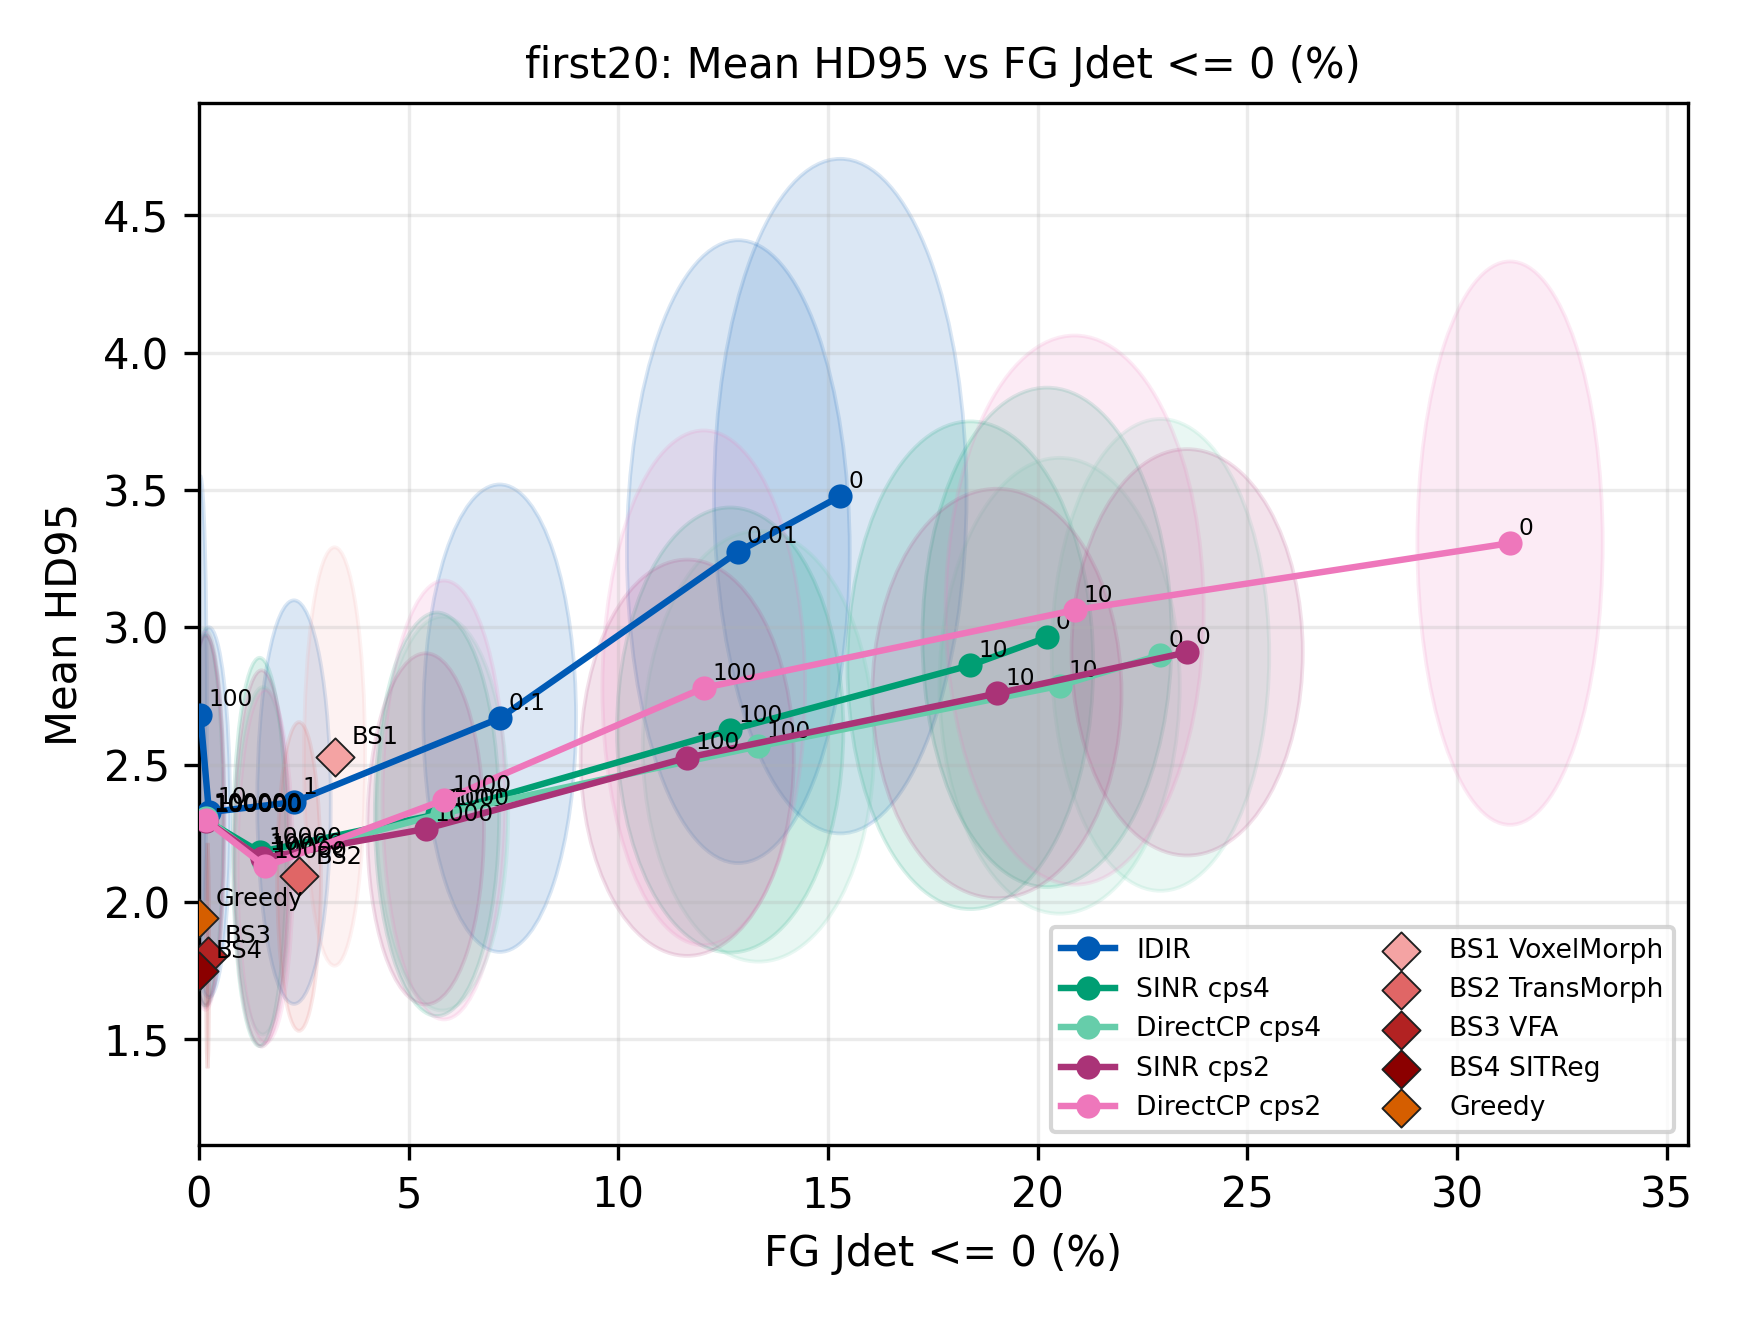 first20: Mean HD95 vs FG Jdet <= 0 (%)
Mean HD95
4.5
4.0
3.5
3.0
2.5
2.0
1.5
0
0.01
0
10
0
0
0
10
10
10
100
0.1
100
100
100
100
BS1
1
10
1000
1000
1000
100000
10000
10000
BS2
Greedy
BS3
BS4
IDIR
SINR cps4
DirectCP cps4
SINR cps2
DirectCP cps2
BS1 VoxelMorph
BS2 TransMorph
BS3 VFA
BS4 SITReg
Greedy
0
5
10
15
20
25
30
35
FG Jdet <= 0 (%)